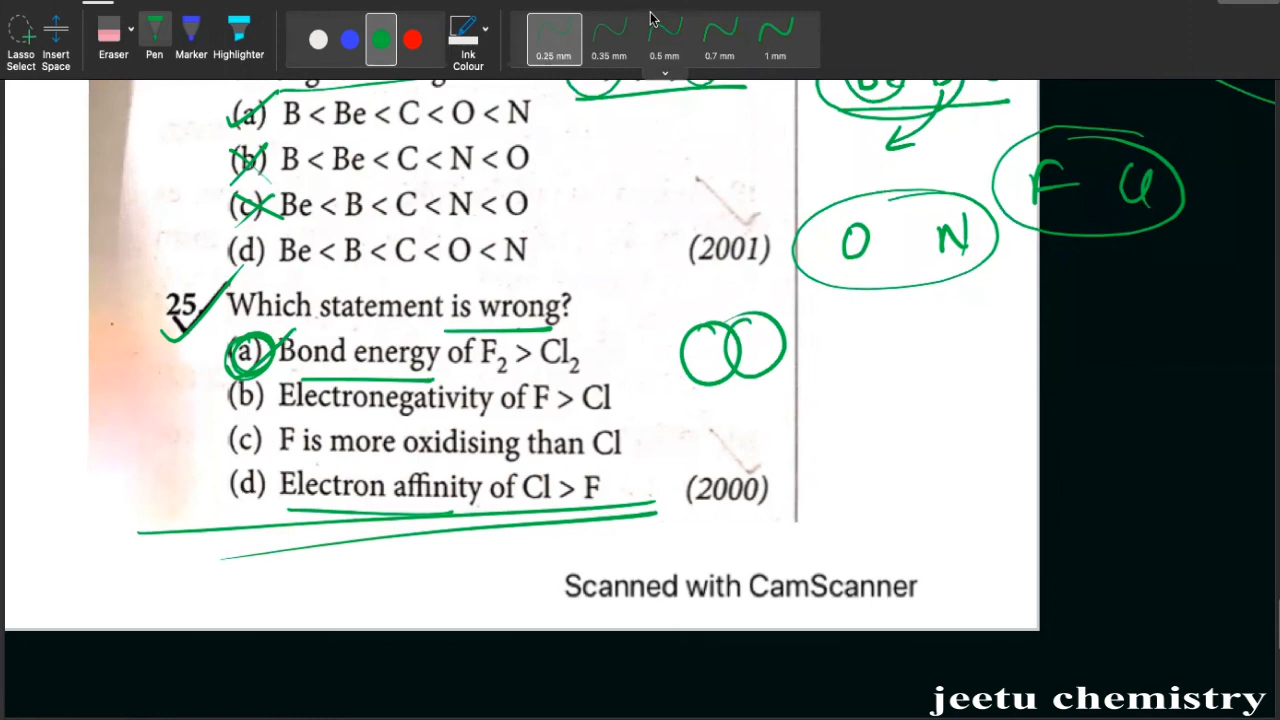 Lasso Select
Insert Space
Eraser
Pen
Marker
Highlighter
Ink Colour
0.25 mm
0.35 mm
0.5 mm
0.7 mm
1 mm
(a) B < Be < C < O < N
(b) B < Be < C < N < O
(c) Be < B < C < N < O
(d) Be < B < C < O < N (2001)
F Cl
O N
25. Which statement is wrong?
(a) Bond energy of F₂ > Cl₂
(b) Electronegativity of F > Cl
(c) F is more oxidising than Cl
(d) Electron affinity of Cl > F (2000)
Scanned with CamScanner
jeetu chemistry